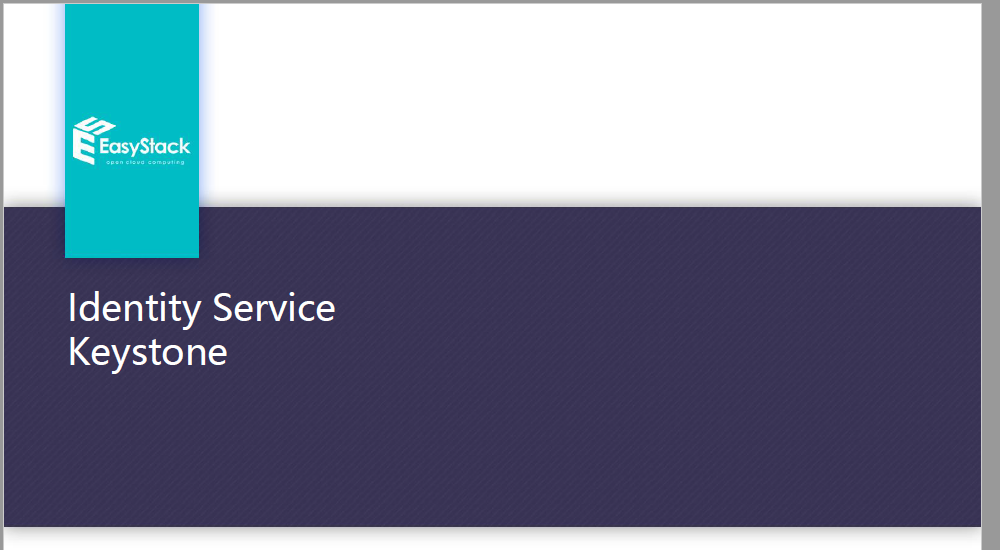 EasyStack
open cloud computing
Identity Service
Keystone